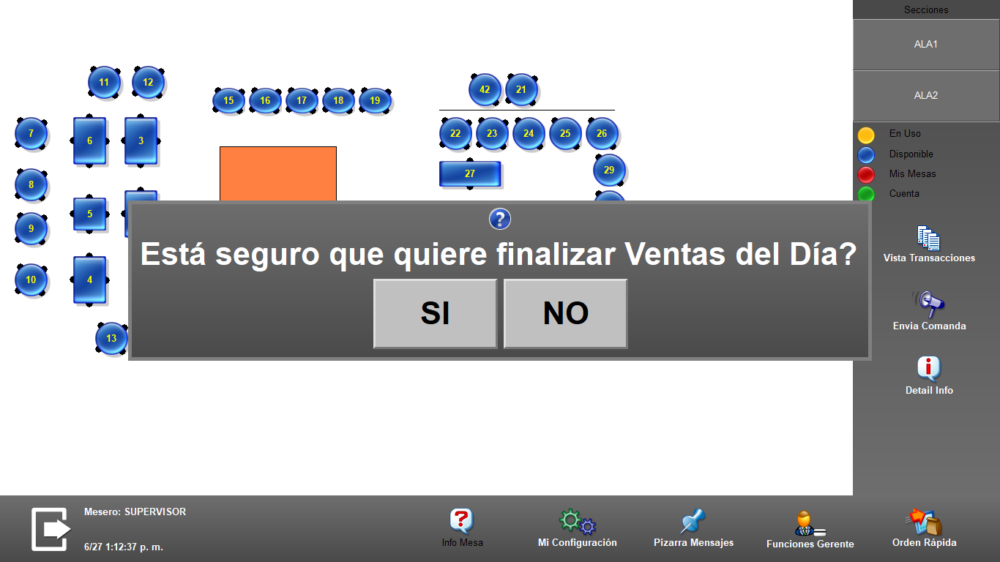 Secciones
ALA1
ALA2
En Uso
Disponible
Mis Mesas
Cuenta
11
12
15
16
17
18
19
42
21
7
6
3
22
23
24
25
26
8
27
29
5
9
10
4
13
Está seguro que quiere finalizar Ventas del Día?
SI
NO
Vista Transacciones
Envia Comanda
Detail Info
Mesero: SUPERVISOR
6/27 1:12:37 p. m.
Info Mesa
Mi Configuración
Pizarra Mensajes
Funciones Gerente
Orden Rápida